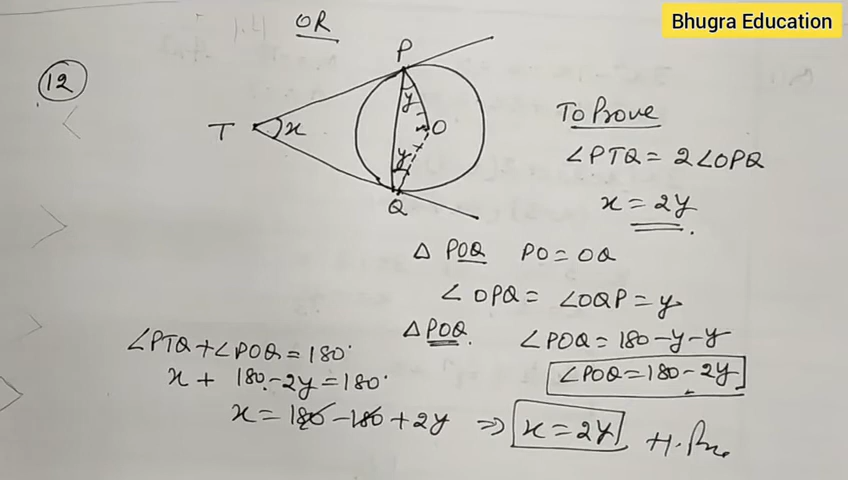 Bhugra Education
OR
12
P
T
x
y
O
y
Q
To Prove
∠PTQ = 2∠OPQ
x = 2y
△ POQ PO = OQ
∠ OPQ = ∠OQP = y
△ POQ. ∠POQ = 180 - y - y
∠POQ = 180 - 2y
∠PTQ + ∠POQ = 180°
x + 180 - 2y = 180°
x = 180 - 180 + 2y ⇒ x = 2y